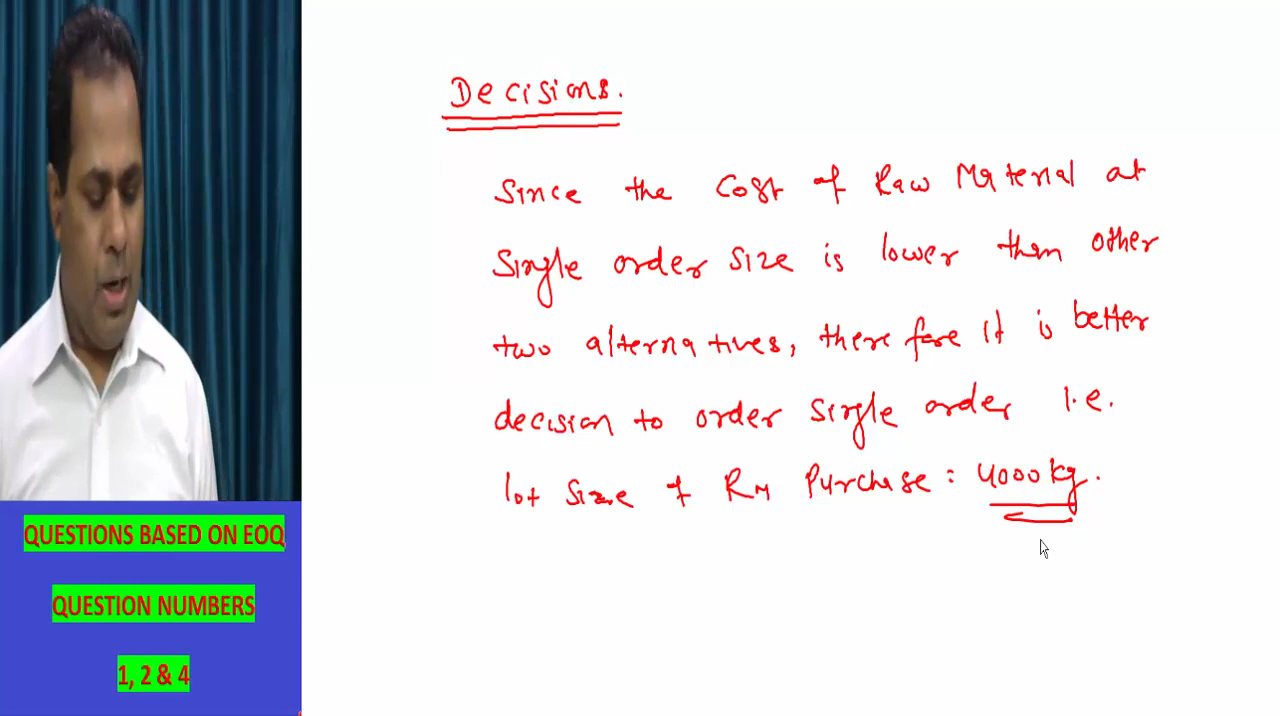 Decisions.
Since the Cost of Raw Material at
Single order Size is lower then other
two alternatives, therefore it is better
decision to order Single order i.e.
lot Size of RM Purchase = 4000 kg.
QUESTIONS BASED ON EOQ
QUESTION NUMBERS
1, 2 & 4